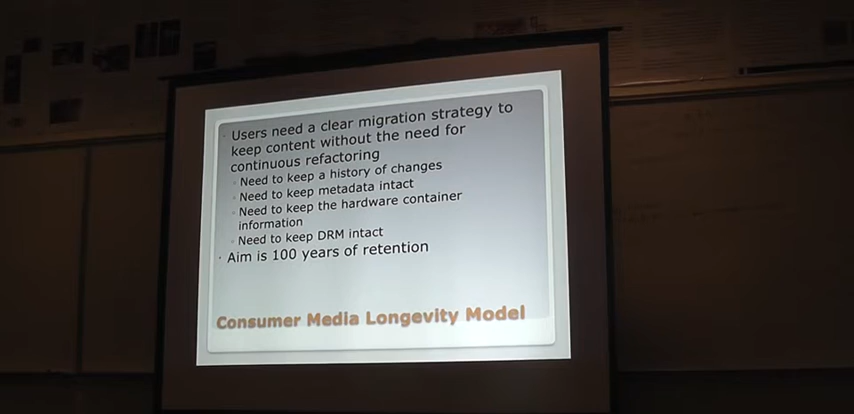 Users need a clear migration strategy to
keep content without the need for
continuous refactoring
Need to keep a history of changes
Need to keep metadata intact
Need to keep the hardware container
information
Need to keep DRM intact
Aim is 100 years of retention
Consumer Media Longevity Model